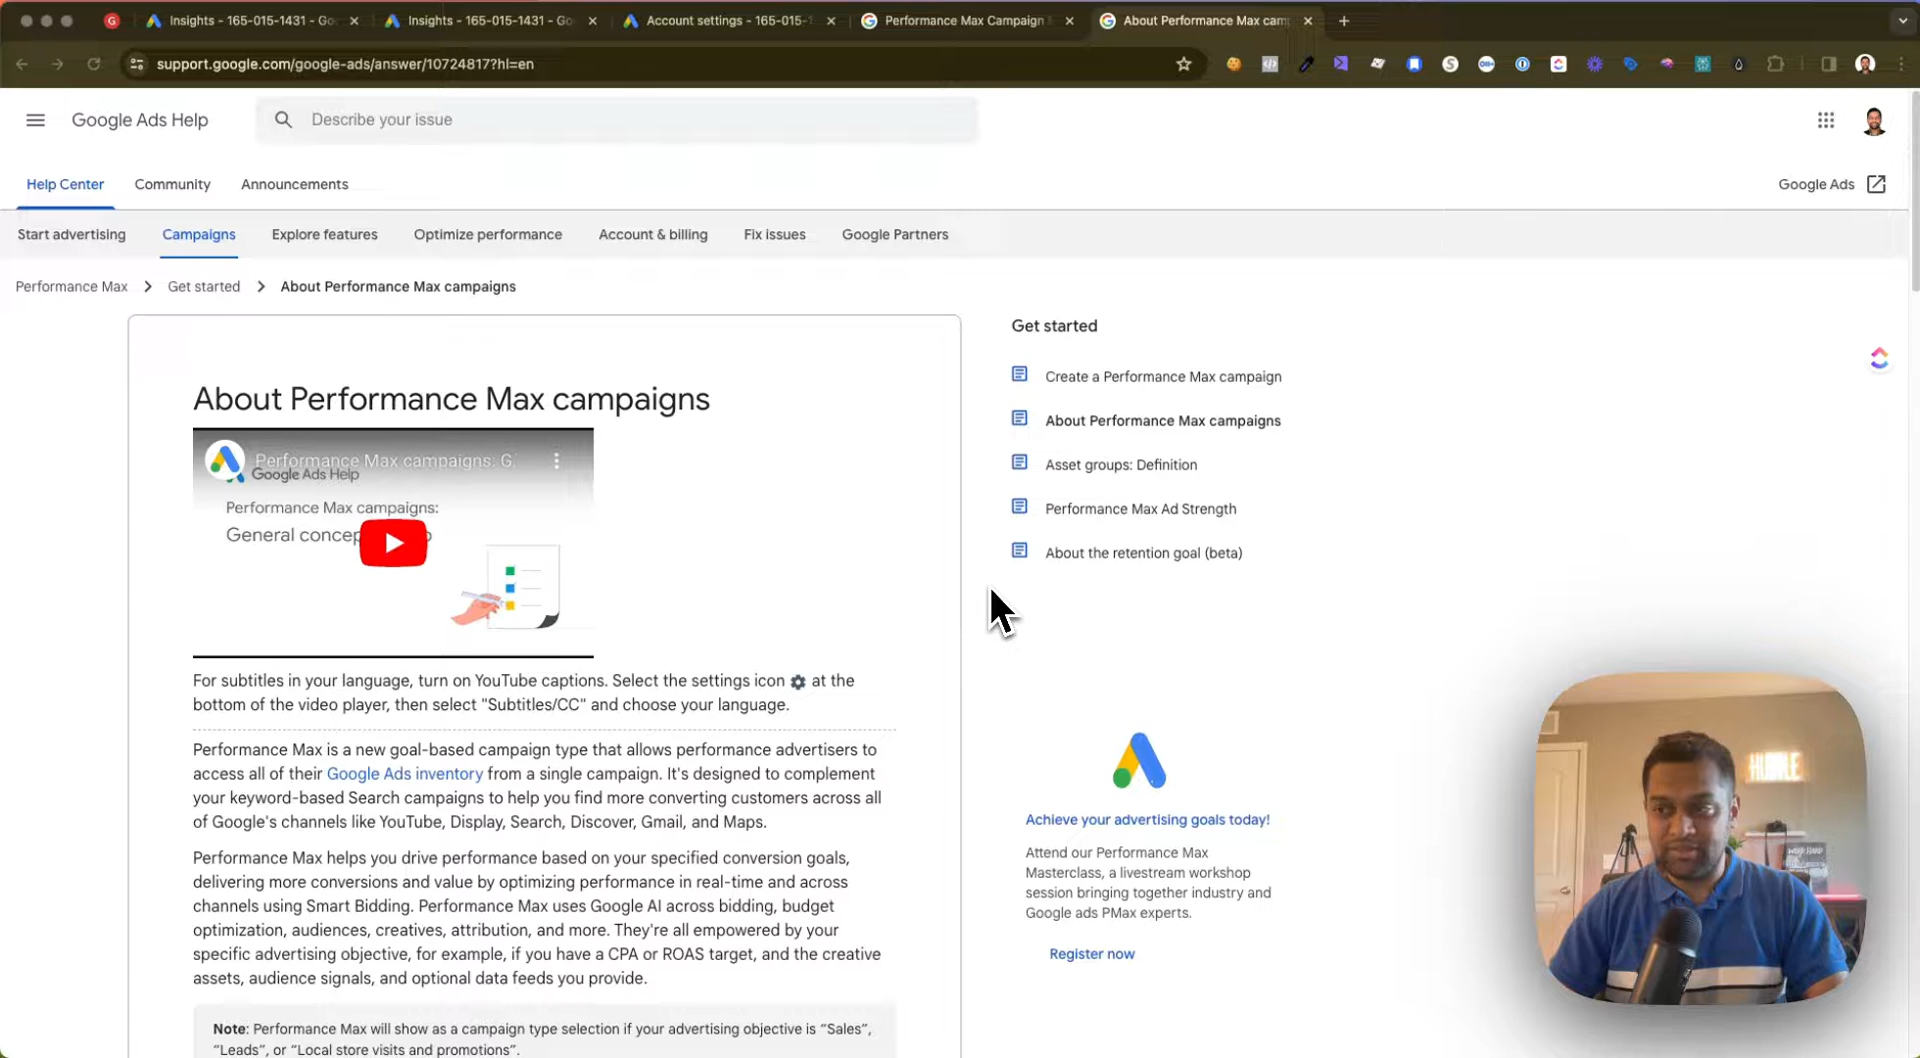 Insights - 165-015-1431 - Go
Insights - 165-015-1431 - Go
Account settings - 165-015-1
Performance Max Campaign
About Performance Max cam
support.google.com/google-ads/answer/10724817?hl=en
Google Ads Help
Describe your issue
Help Center
Community
Announcements
Google Ads
Start advertising
Campaigns
Explore features
Optimize performance
Account & billing
Fix issues
Google Partners
Performance Max
Get started
About Performance Max campaigns
About Performance Max campaigns
Performance Max campaigns: G
Google Ads Help
Performance Max campaigns:
General concep
For subtitles in your language, turn on YouTube captions. Select the settings icon at the
bottom of the video player, then select "Subtitles/CC" and choose your language.
Performance Max is a new goal-based campaign type that allows performance advertisers to
access all of their Google Ads inventory from a single campaign. It's designed to complement
your keyword-based Search campaigns to help you find more converting customers across all
of Google's channels like YouTube, Display, Search, Discover, Gmail, and Maps.
Performance Max helps you drive performance based on your specified conversion goals,
delivering more conversions and value by optimizing performance in real-time and across
channels using Smart Bidding. Performance Max uses Google AI across bidding, budget
optimization, audiences, creatives, attribution, and more. They're all empowered by your
specific advertising objective, for example, if you have a CPA or ROAS target, and the creative
assets, audience signals, and optional data feeds you provide.
Note: Performance Max will show as a campaign type selection if your advertising objective is “Sales”,
“Leads”, or “Local store visits and promotions”.
Get started
Create a Performance Max campaign
About Performance Max campaigns
Asset groups: Definition
Performance Max Ad Strength
About the retention goal (beta)
Achieve your advertising goals today!
Attend our Performance Max
Masterclass, a livestream workshop
session bringing together industry and
Google ads PMax experts.
Register now
HUSTLE
WORK HARD